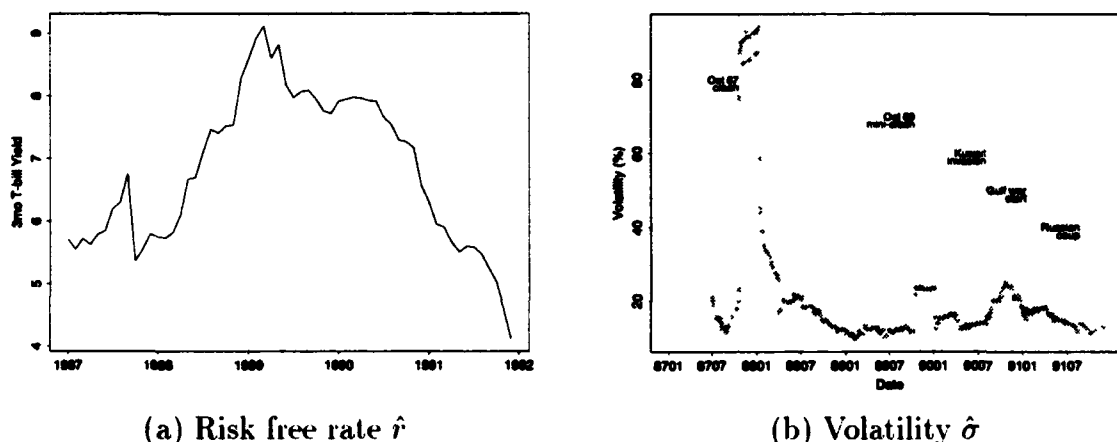 3mo T-bill Yield
9
8
7
6
5
4
1987
1988
1989
1990
1991
1992
(a) Risk free rate r̂
Volatility (%)
80
60
40
20
Oct 87
crash
Oct 89
mini-crash
Kuwait
invasion
Gulf war
start
Russian
coup
8701
8707
8801
8807
8901
8907
9001
9007
9101
9107
Date
(b) Volatility σ̂